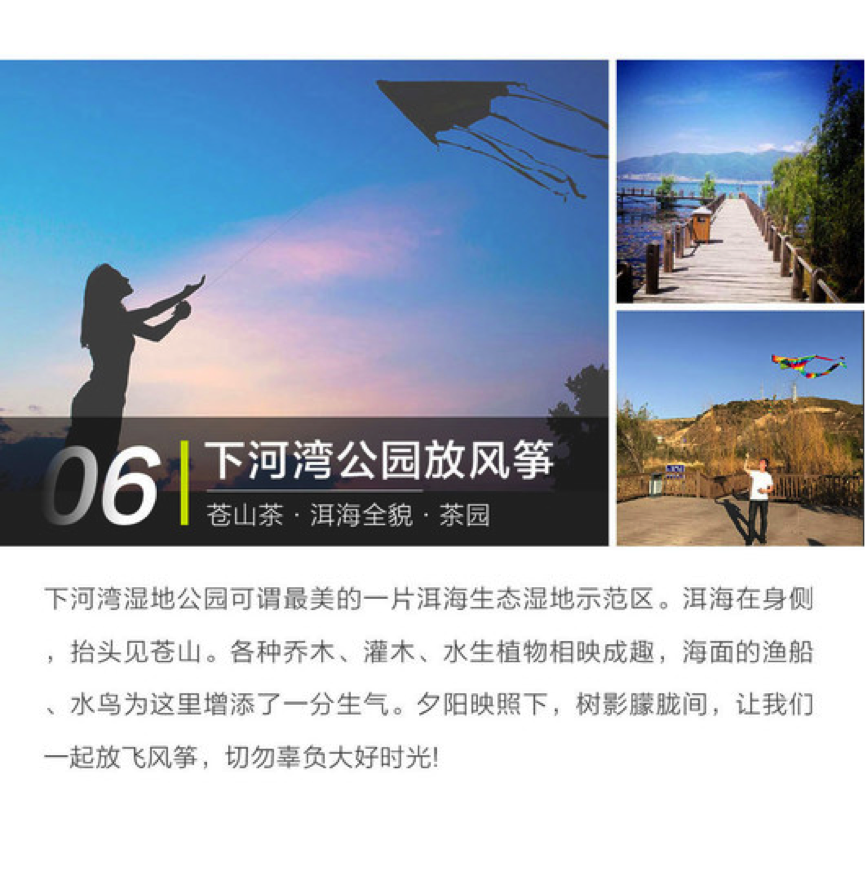 06
下河湾公园放风筝
苍山茶·洱海全貌·茶园
下河湾湿地公园可谓最美的一片洱海生态湿地示范区。洱海在身侧
，抬头见苍山。各种乔木、灌木、水生植物相映成趣，海面的渔船
、水鸟为这里增添了一分生气。夕阳映照下，树影朦胧间，让我们
一起放飞风筝，切勿辜负大好时光!